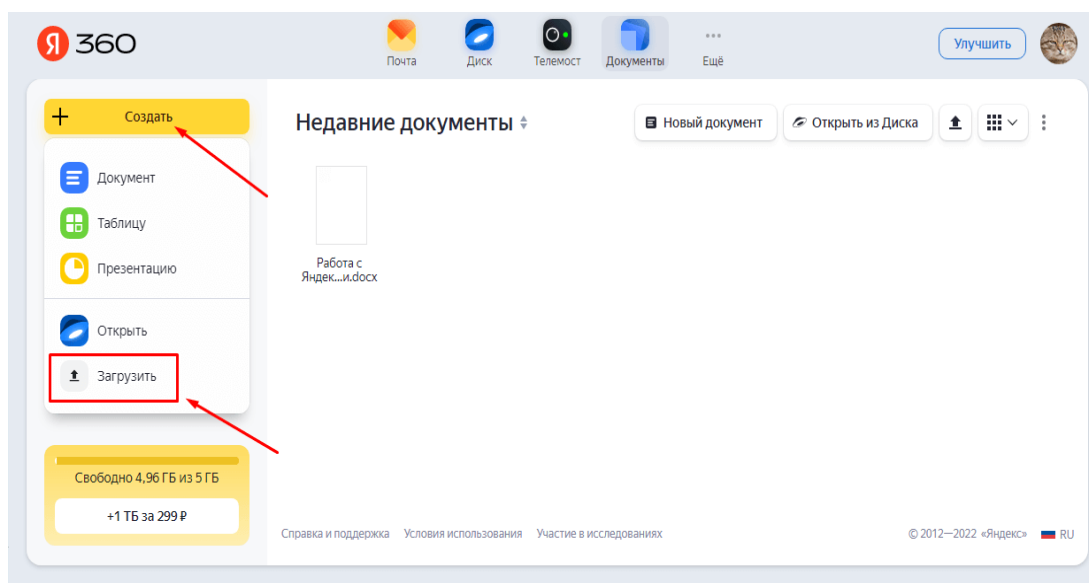 Я 360
Почта
Диск
Телемост
Документы
Ещё
Улучшить
Создать
Документ
Таблицу
Презентацию
Открыть
Загрузить
Свободно 4,96 ГБ из 5 ГБ
+1 ТБ за 299 ₽
Недавние документы
Новый документ
Открыть из Диска
Работа с
Яндек...и.docx
Справка и поддержка Условия использования Участие в исследованиях
© 2012—2022 «Яндекс» RU